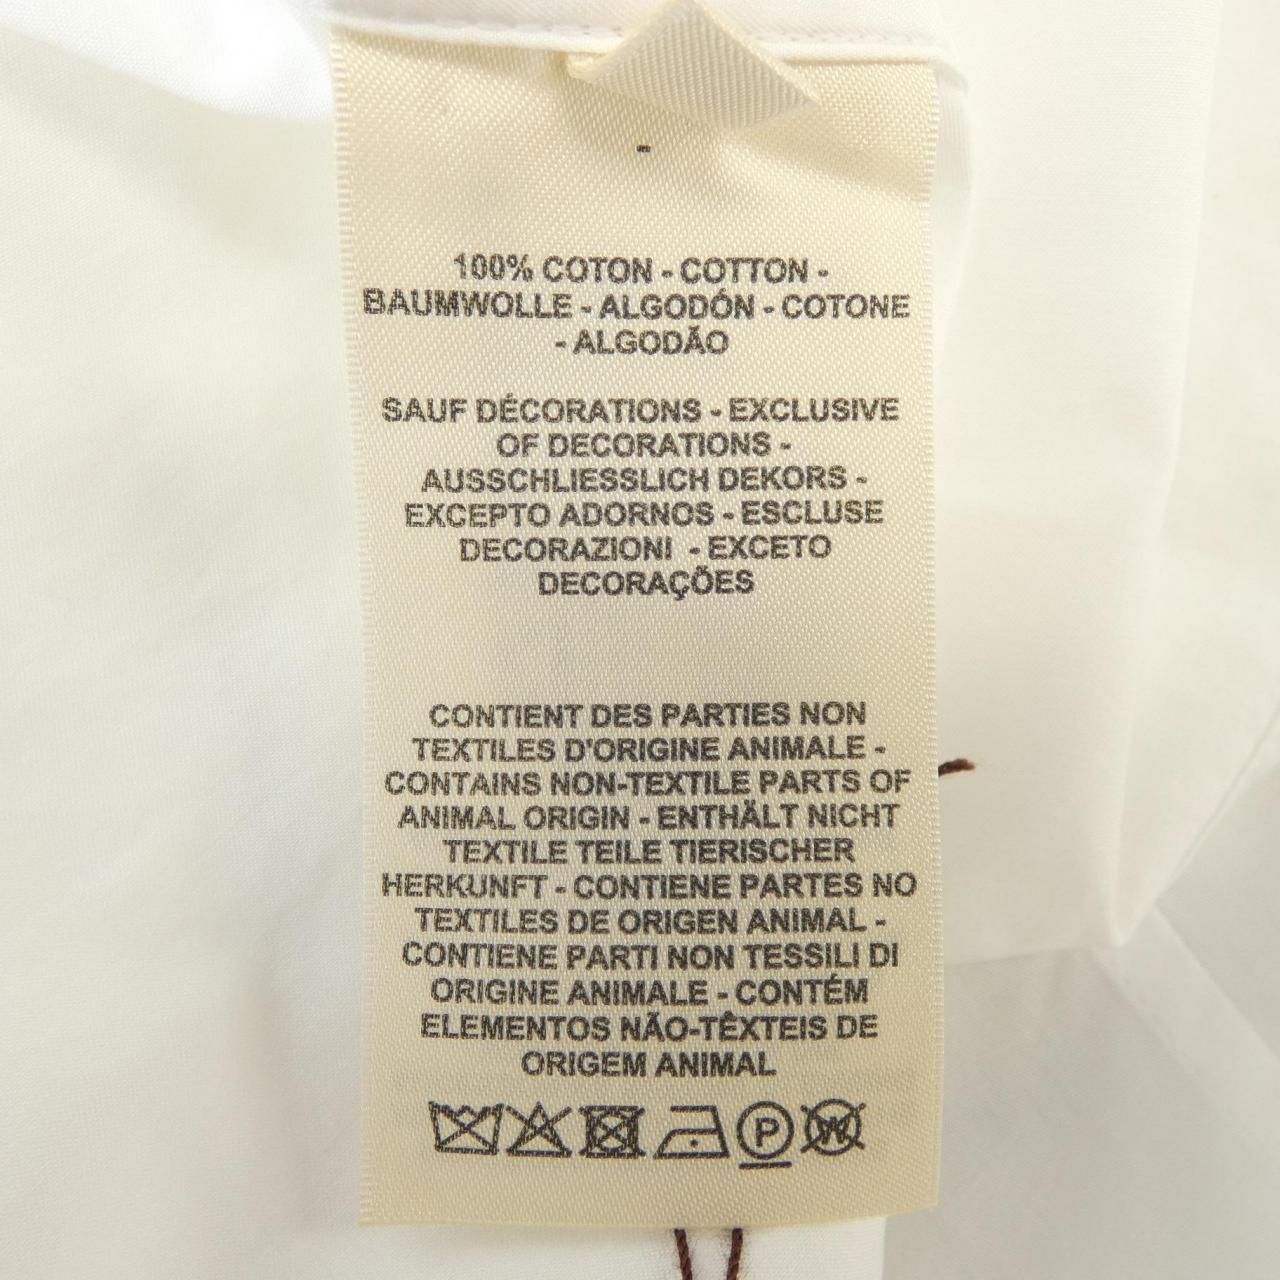 100% COTON - COTTON -
BAUMWOLLE - ALGODÓN - COTONE
- ALGODÃO
SAUF DÉCORATIONS - EXCLUSIVE
OF DECORATIONS -
AUSSCHLIESSLICH DEKORS -
EXCEPTO ADORNOS - ESCLUSE
DECORAZIONI - EXCETO
DECORAÇÕES
CONTIENT DES PARTIES NON
TEXTILES D'ORIGINE ANIMALE -
CONTAINS NON-TEXTILE PARTS OF
ANIMAL ORIGIN - ENTHÄLT NICHT
TEXTILE TEILE TIERISCHER
HERKUNFT - CONTIENE PARTES NO
TEXTILES DE ORIGEN ANIMAL -
CONTIENE PARTI NON TESSILI DI
ORIGINE ANIMALE - CONTÉM
ELEMENTOS NÃO-TÊXTEIS DE
ORIGEM ANIMAL
P W